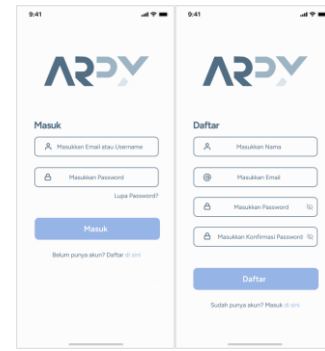 9:41
ARDY
Masuk
Masukkan Email atau Username
Masukkan Password
Lupa Password?
Masuk
Belum punya akun? Daftar di sini
9:41
ARDY
Daftar
Masukkan Nama
Masukkan Email
Masukkan Password
Masukkan Konfirmasi Password
Daftar
Sudah punya akun? Masuk di sini